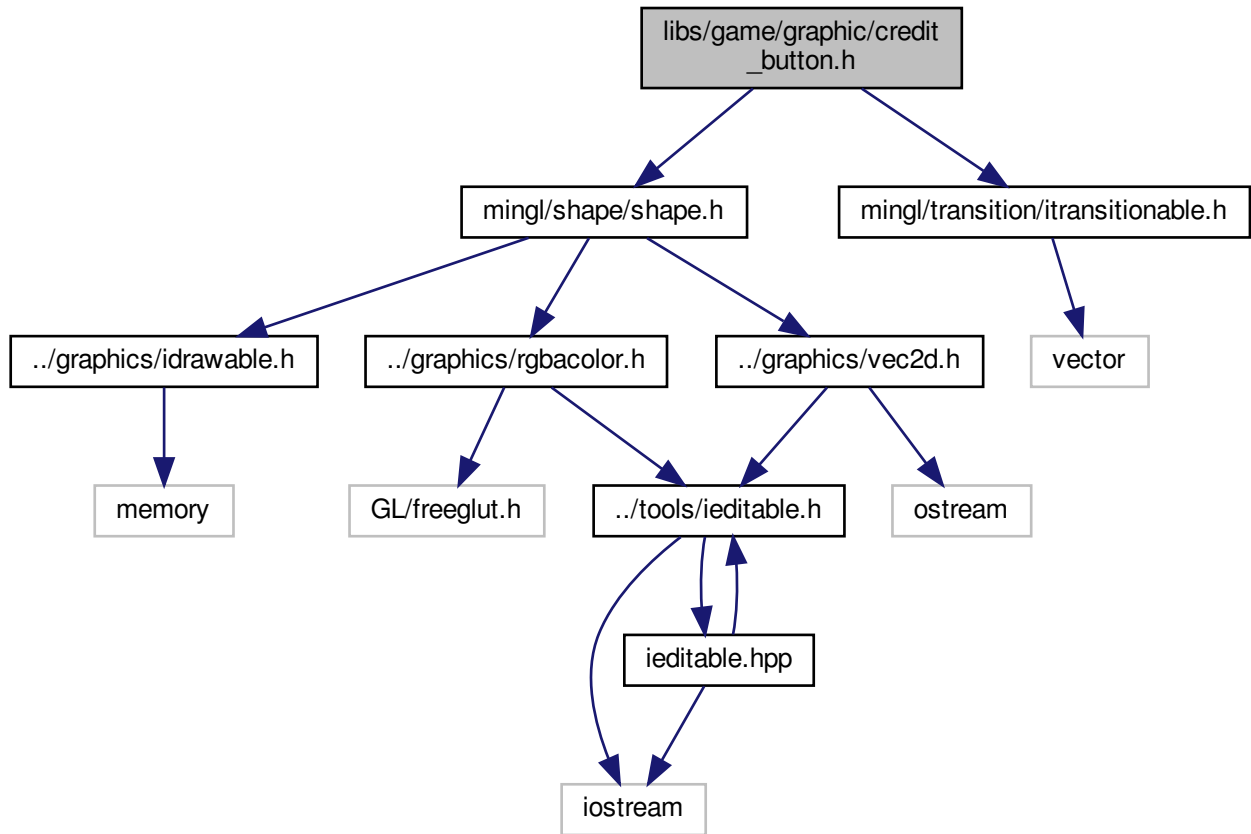 libs/game/graphic/credit
_button.h
mingl/shape/shape.h
mingl/transition/itransitionable.h
../graphics/idrawable.h
../graphics/rgbacolor.h
../graphics/vec2d.h
vector
memory
GL/freeglut.h
../tools/ieditable.h
ostream
ieditable.hpp
iostream